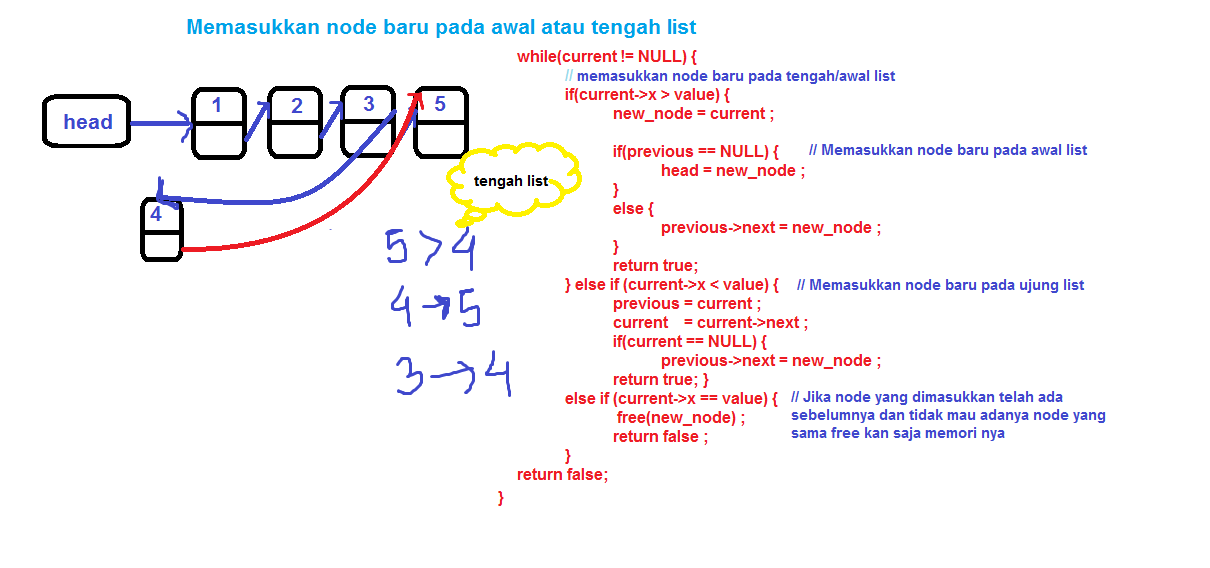 Memasukkan node baru pada awal atau tengah list
head
1
2
3
5
4
tengah list
5 > 4
4 → 5
3 → 4
while(current != NULL) {
// memasukkan node baru pada tengah/awal list
if(current->x > value) {
new_node = current ;
if(previous == NULL) { // Memasukkan node baru pada awal list
head = new_node ;
}
else {
previous->next = new_node ;
}
return true;
} else if (current->x < value) { // Memasukkan node baru pada ujung list
previous = current ;
current = current->next ;
if(current == NULL) {
previous->next = new_node ;
return true; }
else if (current->x == value) { // Jika node yang dimasukkan telah ada
free(new_node) ; sebelumnya dan tidak mau adanya node yang
return false ; sama free kan saja memori nya
}
return false;
}